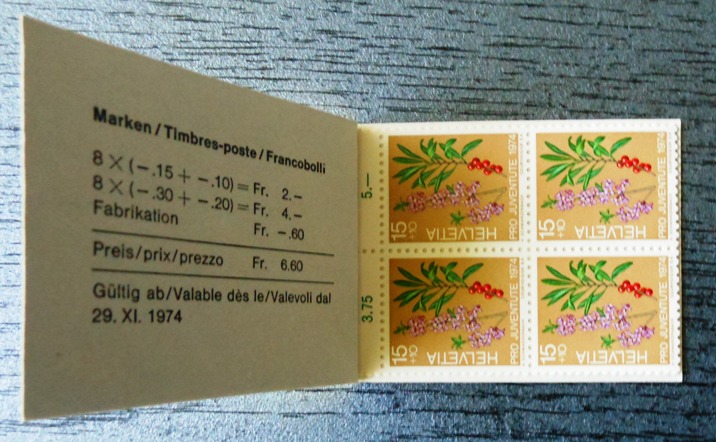 Marken/Timbres-poste/Francobolli
8 X (-.15 + -.10) = Fr. 2.-
8 X (-.30 + -.20) = Fr. 4.-
Fabrikation Fr. -.60
Preis/prix/prezzo Fr. 6.60
Gültig ab/Valable dès le/Valevoli dal
29. XI. 1974
5.—
3.75
15+10
HELVETIA
PRO JUVENTUTE 1974
15+10
HELVETIA
PRO JUVENTUTE 1974
15+10
HELVETIA
PRO JUVENTUTE 1974
15+10
HELVETIA
PRO JUVENTUTE 1974